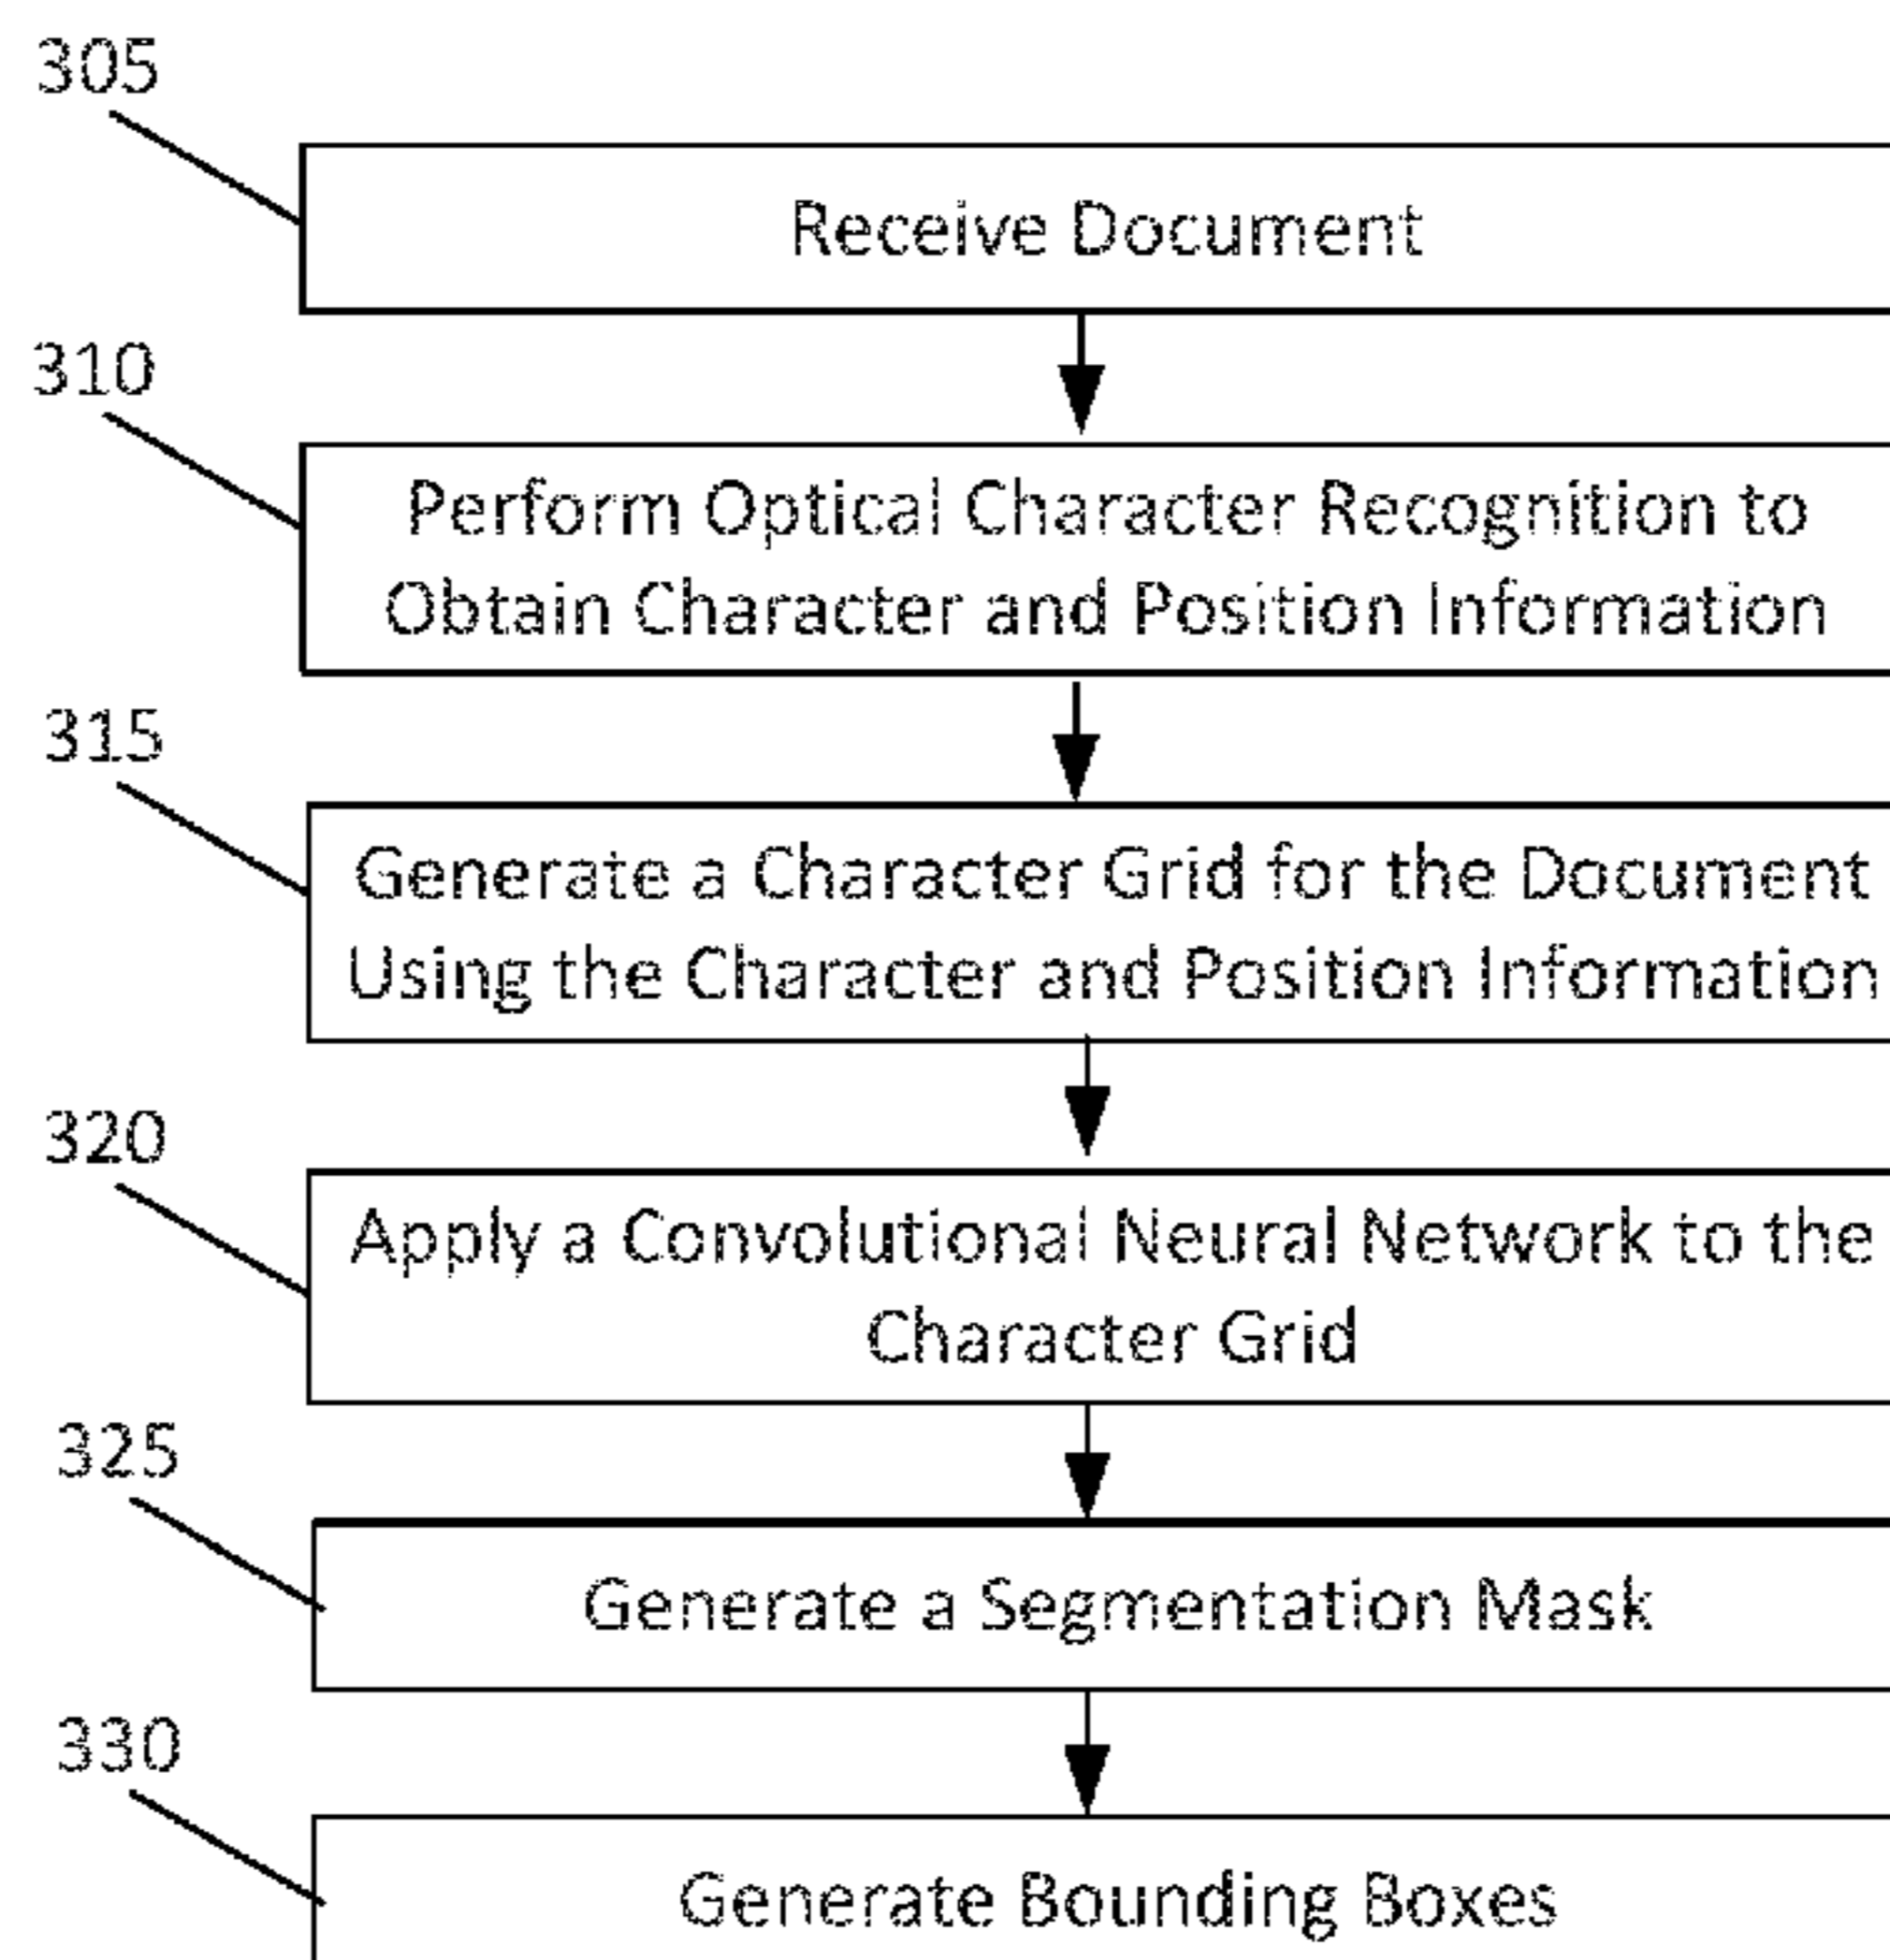 305
Receive Document
310
Perform Optical Character Recognition to
Obtain Character and Position Information
315
Generate a Character Grid for the Document
Using the Character and Position Information
320
Apply a Convolutional Neural Network to the
Character Grid
325
Generate a Segmentation Mask
330
Generate Bounding Boxes